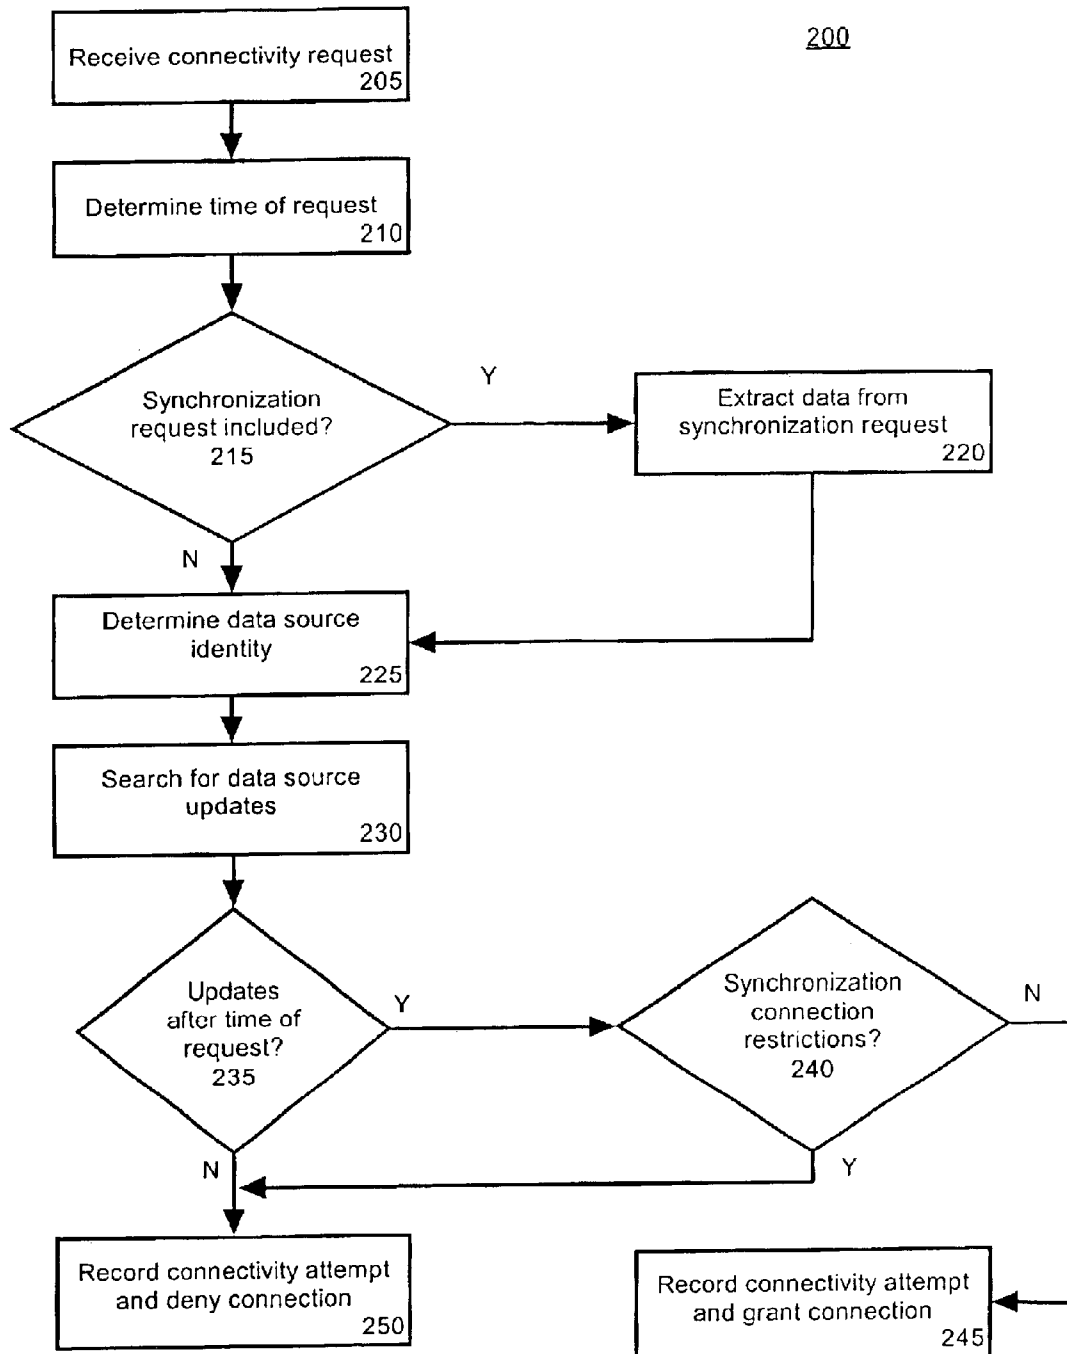 200
Receive connectivity request
205
Determine time of request
210
Synchronization
request included?
215
Y
N
Extract data from
synchronization request
220
Determine data source
identity
225
Search for data source
updates
230
Updates
after time of
request?
235
Y
N
Synchronization
connection
restrictions?
240
N
Y
Record connectivity attempt
and deny connection
250
Record connectivity attempt
and grant connection
245